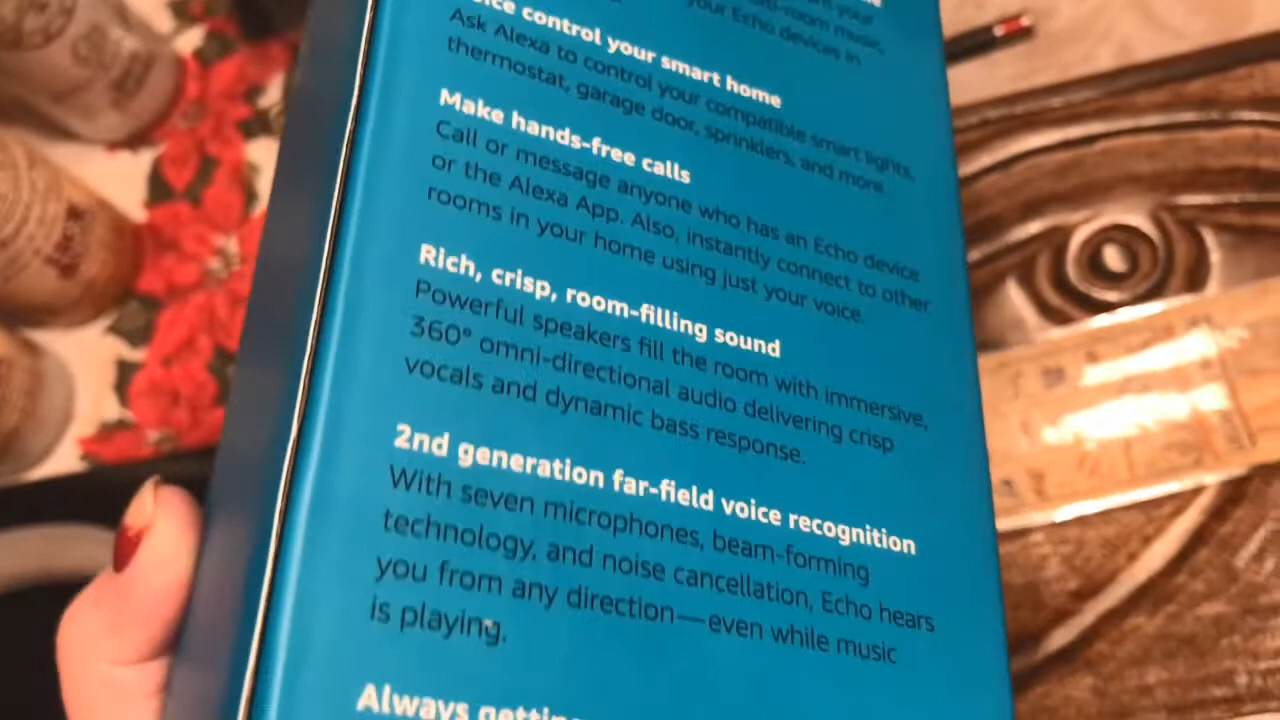 your
-room music,
your Echo devices in
control your smart home
Ask Alexa to control your compatible smart lights,
thermostat, garage door, sprinklers, and more.
Make hands-free calls
Call or message anyone who has an Echo device
or the Alexa App. Also, instantly connect to other
rooms in your home using just your voice.
Rich, crisp, room-filling sound
Powerful speakers fill the room with immersive,
360° omni-directional audio delivering crisp
vocals and dynamic bass response.
2nd generation far-field voice recognition
With seven microphones, beam-forming
technology, and noise cancellation, Echo hears
you from any direction—even while music
is playing.
Always